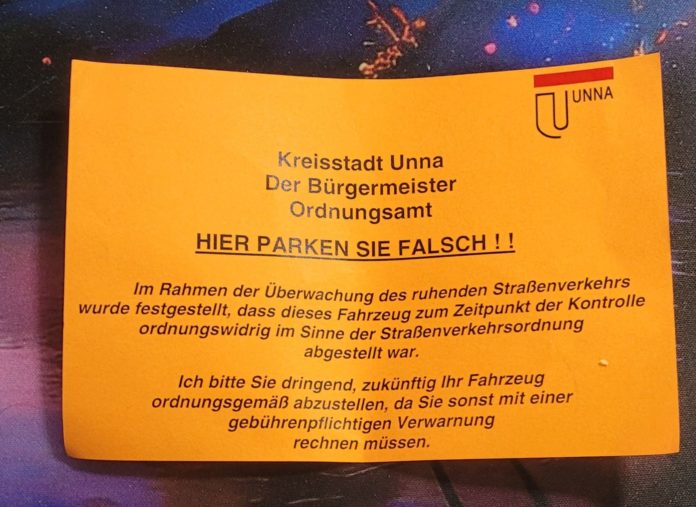 UNNA
Kreisstadt Unna
Der Bürgermeister
Ordnungsamt
HIER PARKEN SIE FALSCH ! !
Im Rahmen der Überwachung des ruhenden Straßenverkehrs
wurde festgestellt, dass dieses Fahrzeug zum Zeitpunkt der Kontrolle
ordnungswidrig im Sinne der Straßenverkehrsordnung
abgestellt war.
Ich bitte Sie dringend, zukünftig Ihr Fahrzeug
ordnungsgemäß abzustellen, da Sie sonst mit einer
gebührenpflichtigen Verwarnung
rechnen müssen.